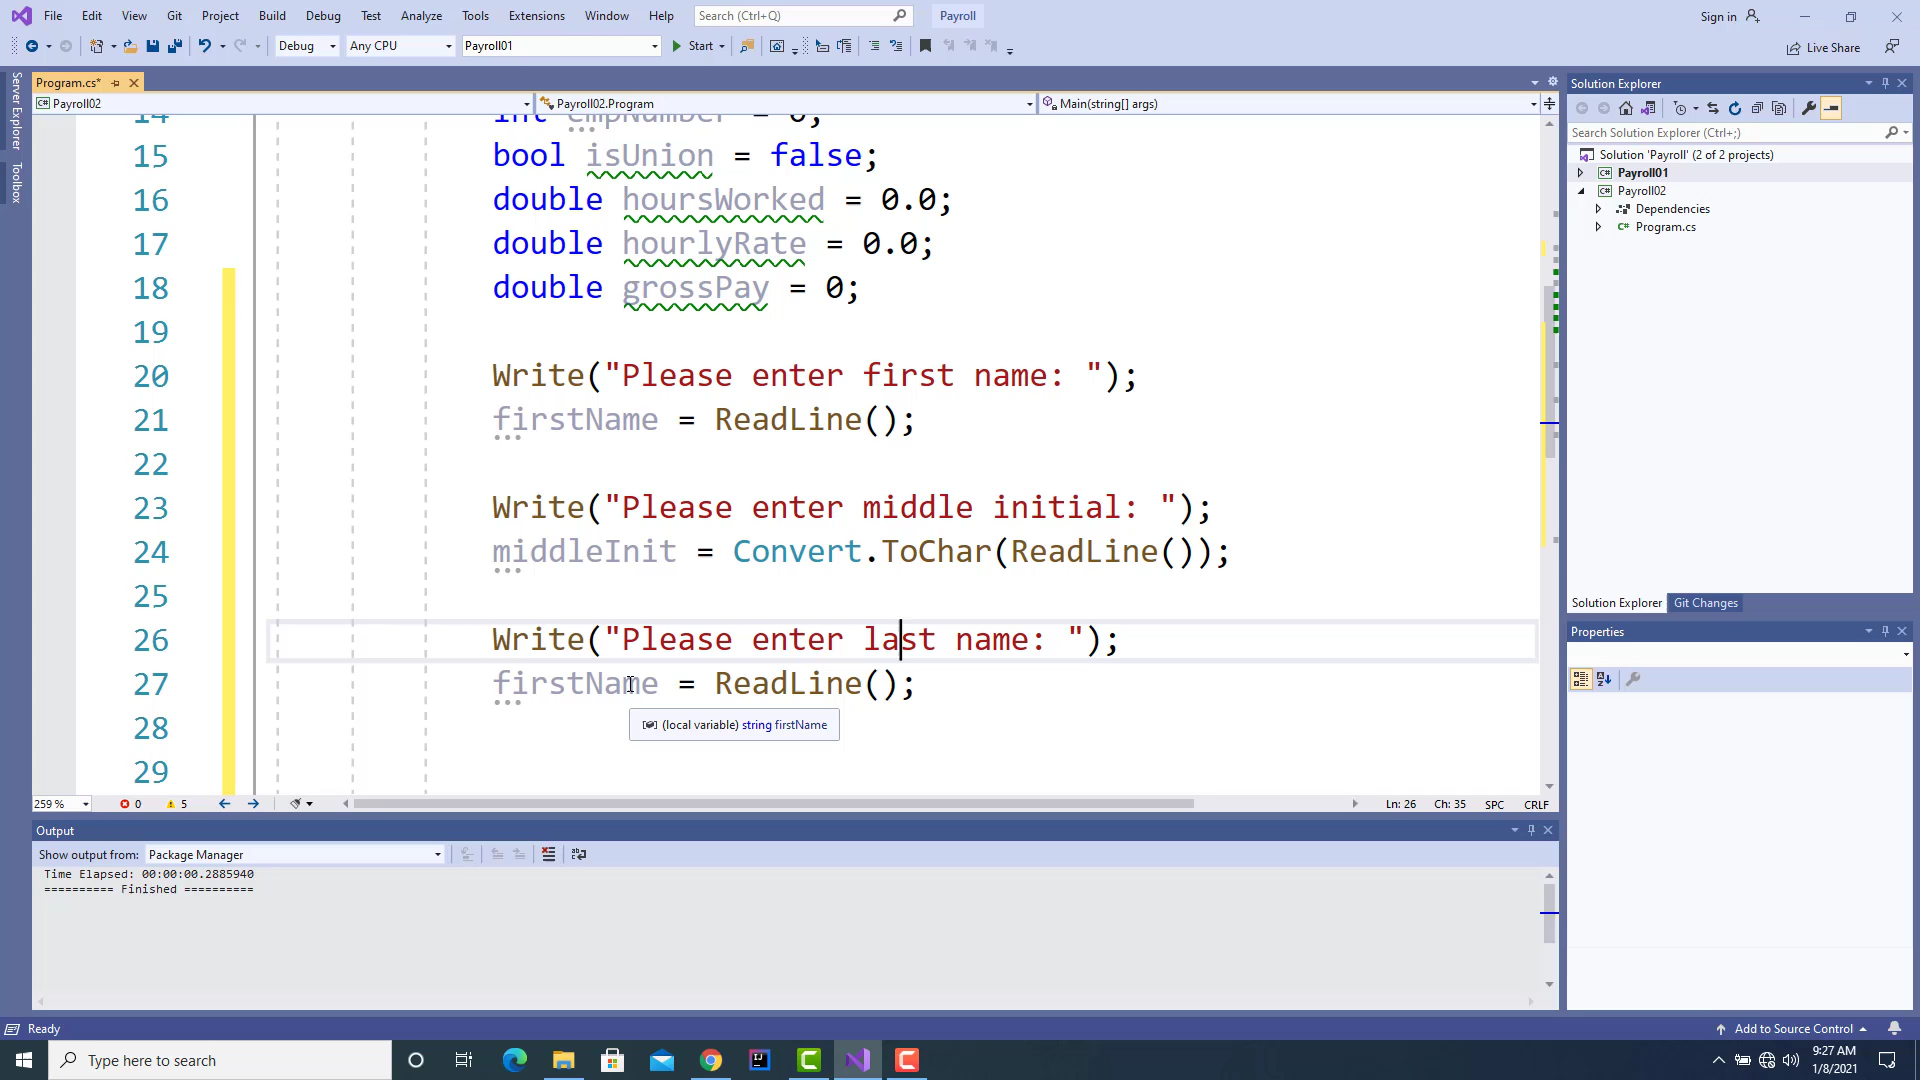 File Edit View Git Project Build Debug Test Analyze Tools Extensions Window Help Search (Ctrl+Q) Payroll Sign in
Debug Any CPU Payroll01 Start Live Share
Server Explorer
Toolbox
Program.cs*
Payroll02 Payroll02.Program Main(string[] args)
14 int empNumber = 0;
15 bool isUnion = false;
16 double hoursWorked = 0.0;
17 double hourlyRate = 0.0;
18 double grossPay = 0;
19
20 Write("Please enter first name: ");
21 firstName = ReadLine();
22
23 Write("Please enter middle initial: ");
24 middleInit = Convert.ToChar(ReadLine());
25
26 Write("Please enter last name: ");
27 firstName = ReadLine();
(local variable) string firstName
28
29
259 % 0 5 Ln: 26 Ch: 35 SPC CRLF
Output
Show output from: Package Manager
Time Elapsed: 00:00:00.2885940
========== Finished ==========
Solution Explorer
Search Solution Explorer (Ctrl+;)
Solution 'Payroll' (2 of 2 projects)
Payroll01
Payroll02
Dependencies
C# Program.cs
Solution Explorer Git Changes
Properties
Ready Add to Source Control
Type here to search
9:27 AM
1/8/2021